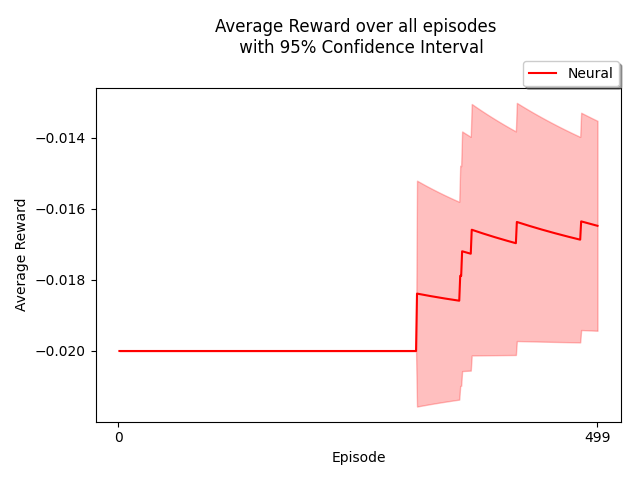 Average Reward over all episodes
with 95% Confidence Interval
Neural
−0.014
−0.016
−0.018
−0.020
Average Reward
0
499
Episode